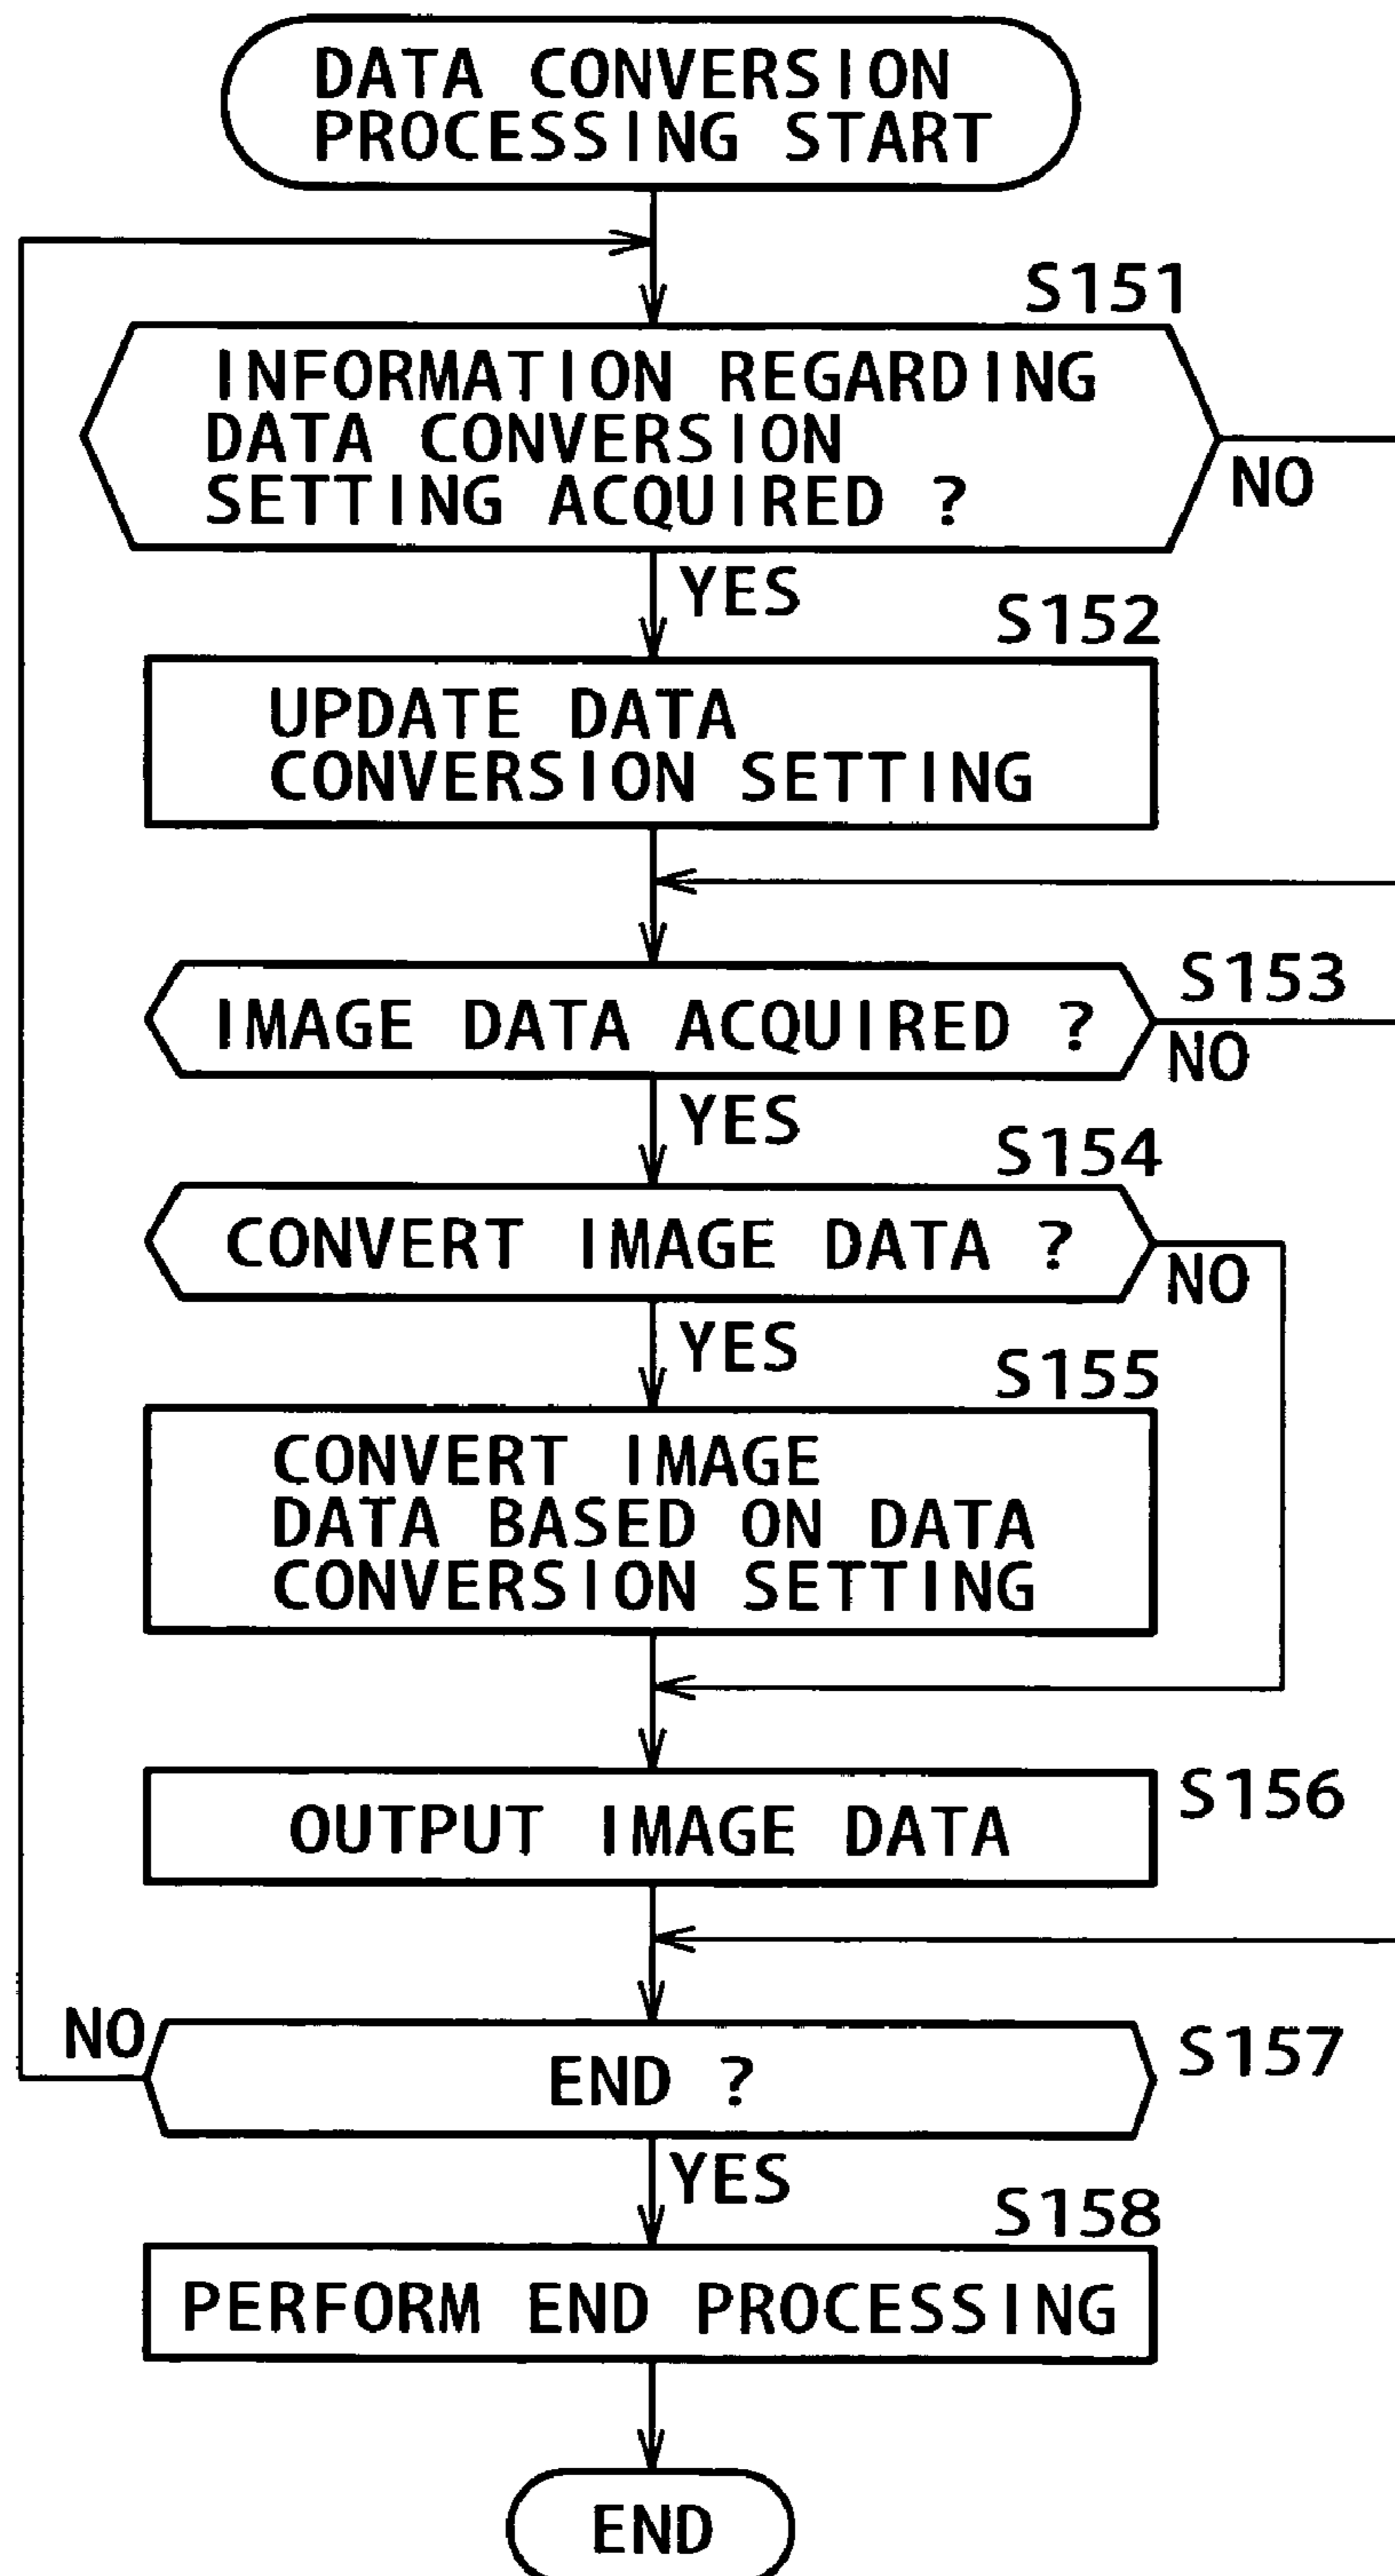 DATA CONVERSION
PROCESSING START
S151
INFORMATION REGARDING
DATA CONVERSION
SETTING ACQUIRED ?
NO
YES
S152
UPDATE DATA
CONVERSION SETTING
S153
IMAGE DATA ACQUIRED ?
NO
YES
S154
CONVERT IMAGE DATA ?
NO
YES
S155
CONVERT IMAGE
DATA BASED ON DATA
CONVERSION SETTING
S156
OUTPUT IMAGE DATA
NO
S157
END ?
YES
S158
PERFORM END PROCESSING
END